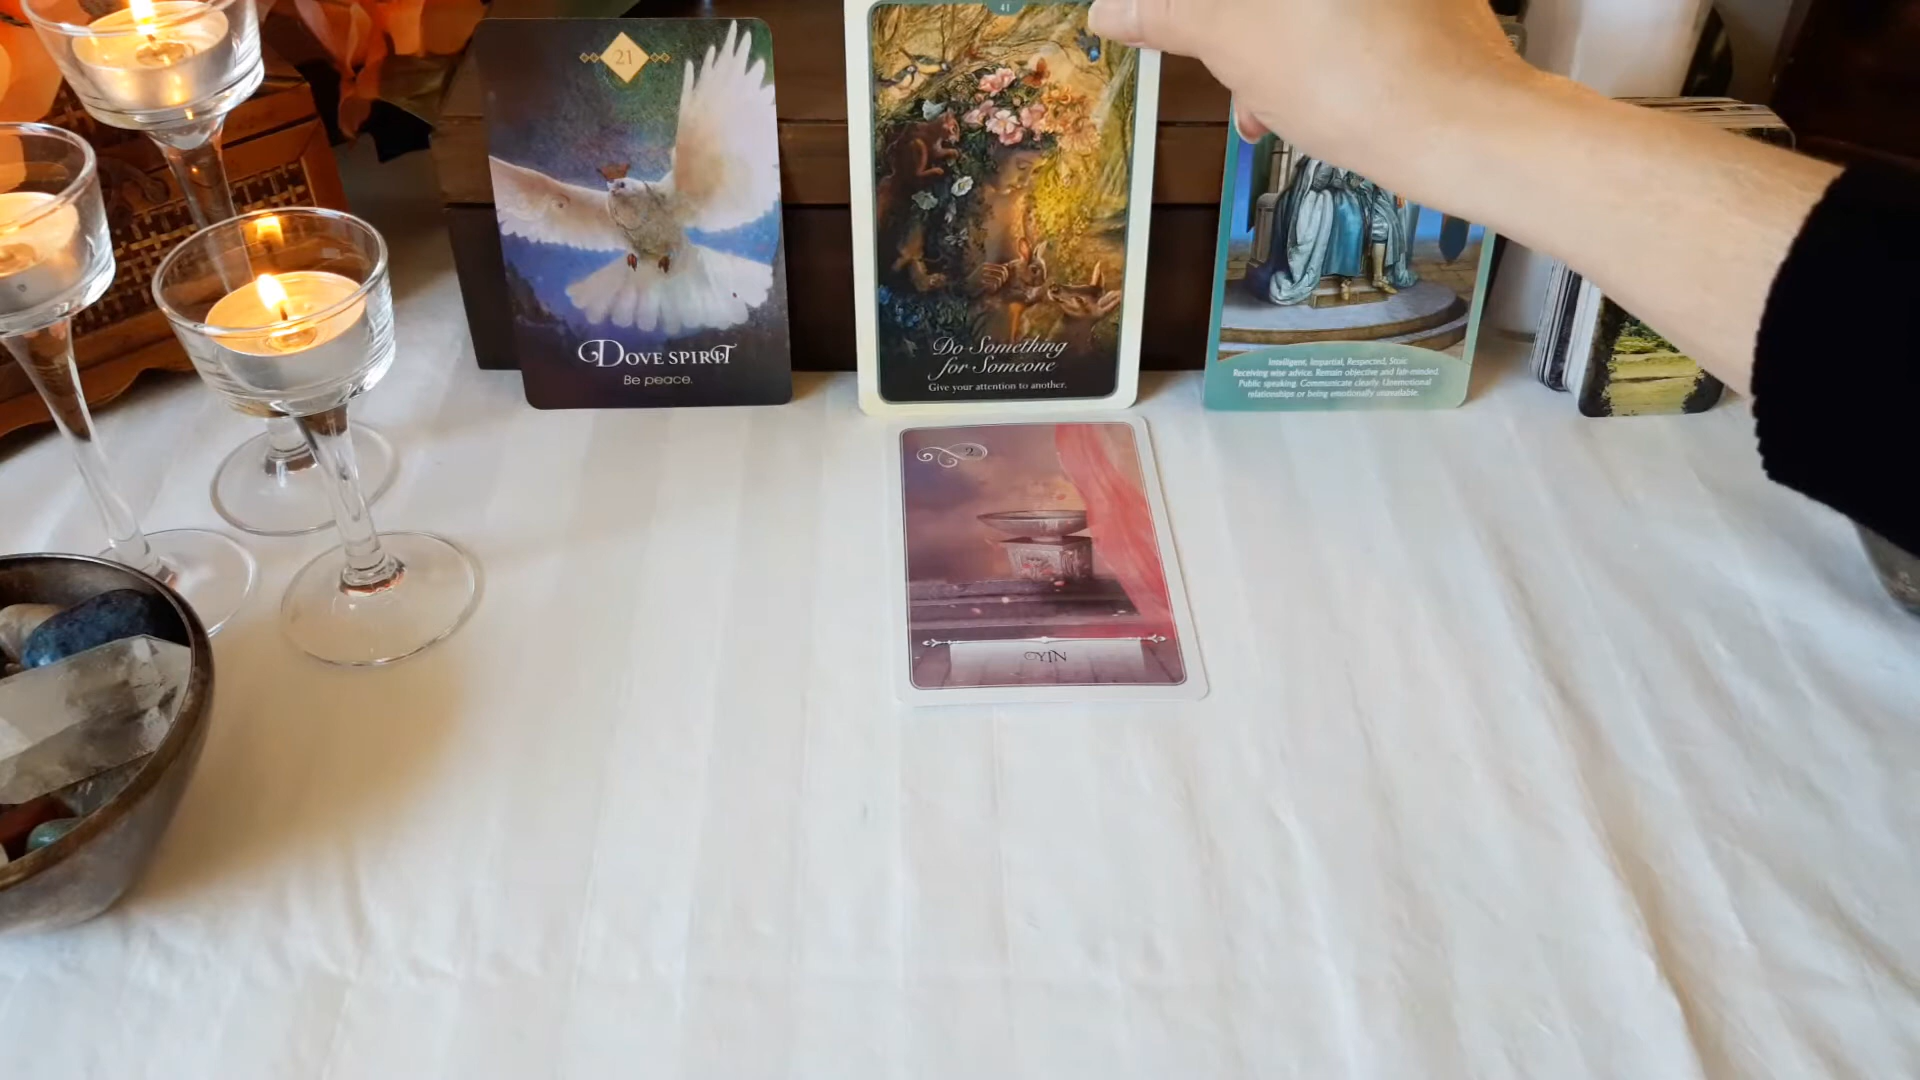 21
DOVE SPIRIT
Be peace.
41
Do Something
for Someone
Give your attention to another.
Intelligent, Impartial, Respected, Stoic.
Receiving wise advice. Remain objective and fair-minded.
Public speaking. Communicate clearly. Unemotional
relationships or being emotionally unavailable.
2
YIN